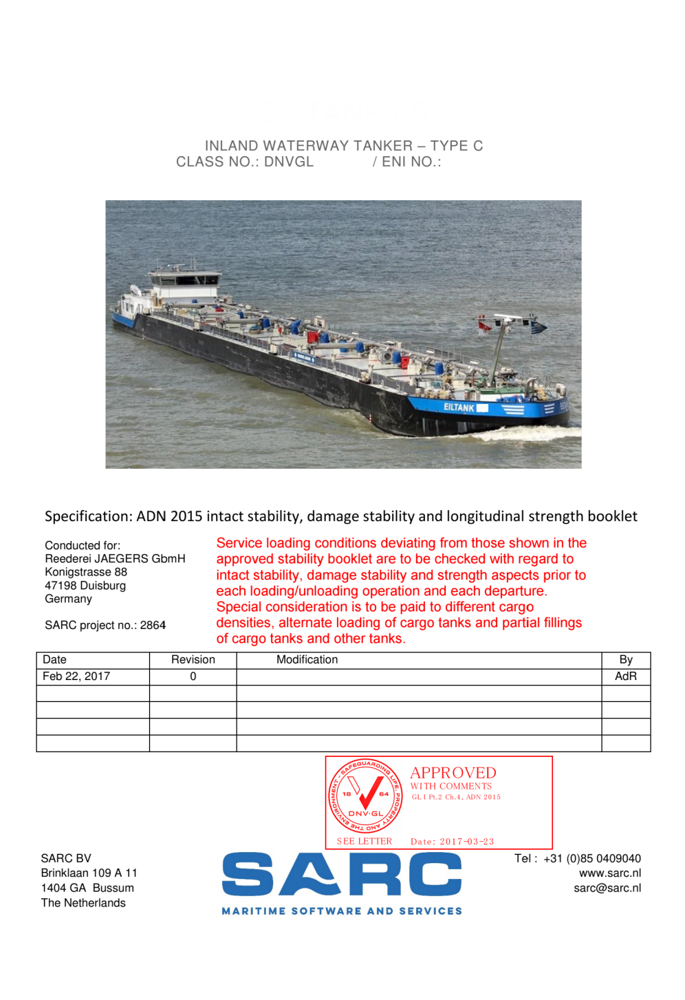 INLAND WATERWAY TANKER – TYPE C
CLASS NO.: DNVGL / ENI NO.:
EILTANK
Specification: ADN 2015 intact stability, damage stability and longitudinal strength booklet
Conducted for:
Reederei JAEGERS GbmH
Konigstrasse 88
47198 Duisburg
Germany
SARC project no.: 2864
Service loading conditions deviating from those shown in the
approved stability booklet are to be checked with regard to
intact stability, damage stability and strength aspects prior to
each loading/unloading operation and each departure.
Special consideration is to be paid to different cargo
densities, alternate loading of cargo tanks and partial fillings
of cargo tanks and other tanks.
Date Revision Modification By
Feb 22, 2017 0 AdR
SAFEGUARDING LIFE, PROPERTY AND THE ENVIRONMENT
18 64
DNV·GL
SEE LETTER
APPROVED
WITH COMMENTS
GL I Pt.2 Ch.4, ADN 2015
Date: 2017-03-23
SARC BV
Brinklaan 109 A 11
1404 GA Bussum
The Netherlands
SARC
MARITIME SOFTWARE AND SERVICES
Tel : +31 (0)85 0409040
www.sarc.nl
sarc@sarc.nl